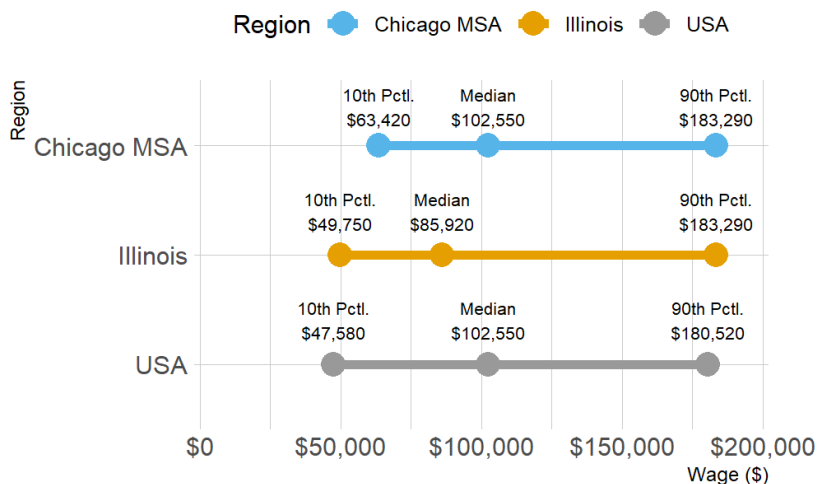 Region Chicago MSA Illinois USA
Region
10th Pctl. Median 90th Pctl.
$63,420 $102,550 $183,290
Chicago MSA
10th Pctl. Median 90th Pctl.
$49,750 $85,920 $183,290
Illinois
10th Pctl. Median 90th Pctl.
$47,580 $102,550 $180,520
USA
$0 $50,000 $100,000 $150,000 $200,000
Wage ($)